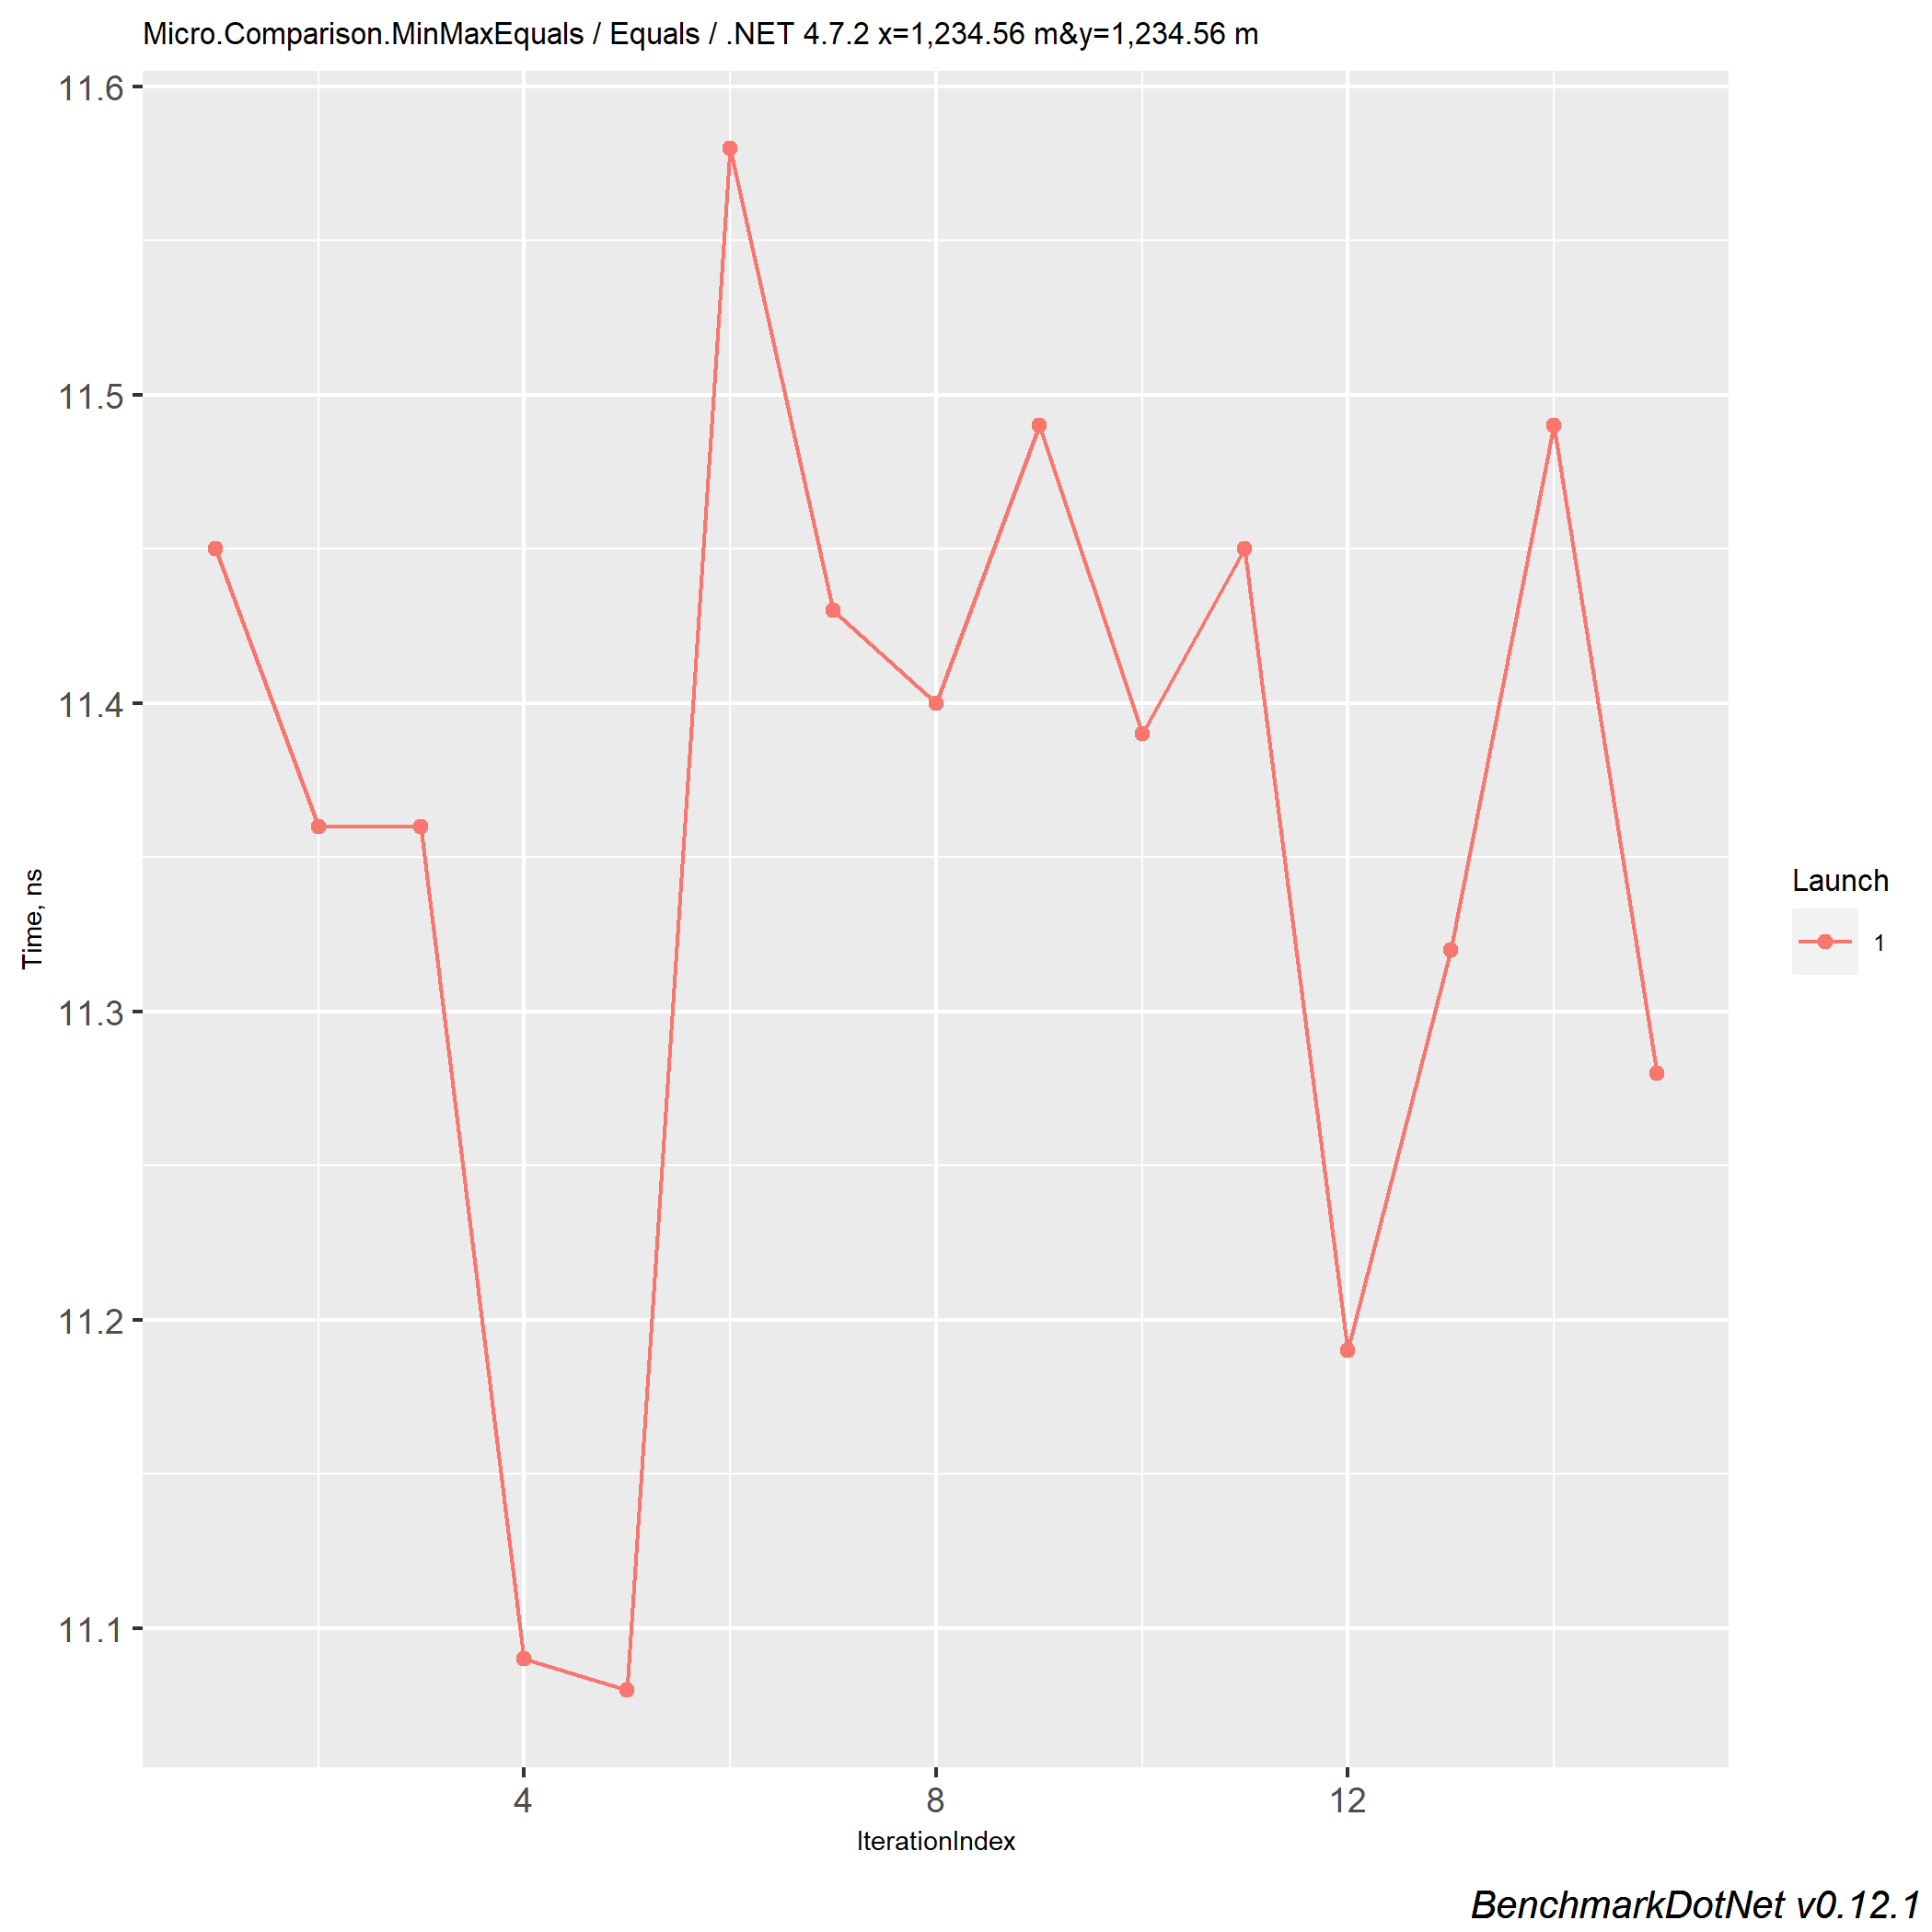 Micro.Comparison.MinMaxEquals / Equals / .NET 4.7.2 x=1,234.56 m&y=1,234.56 m
11.6
11.5
11.4
11.3
11.2
11.1
Time, ns
4
8
12
IterationIndex
Launch
1
BenchmarkDotNet v0.12.1